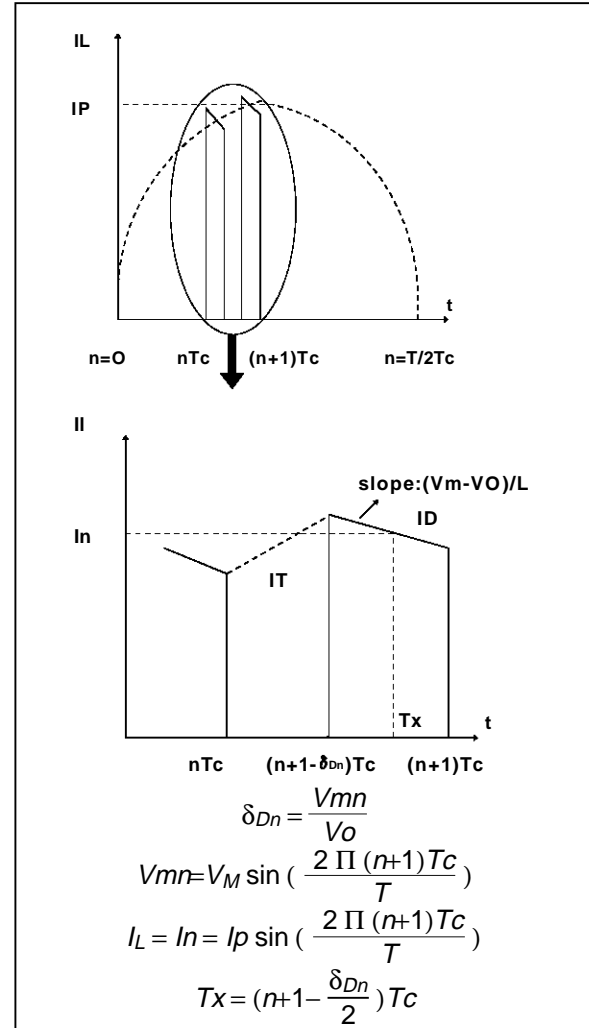 IL
IP
t
n=O nTc (n+1)Tc n=T/2Tc
II
slope:(Vm-VO)/L
ID
In
IT
Tx t
nTc (n+1-δDn)Tc (n+1)Tc
δDn = Vmn / Vo
Vmn=VM sin ( 2 Π (n+1) Tc / T )
IL = In = Ip sin ( 2 Π (n+1) Tc / T )
Tx = (n+1− δDn / 2 ) Tc